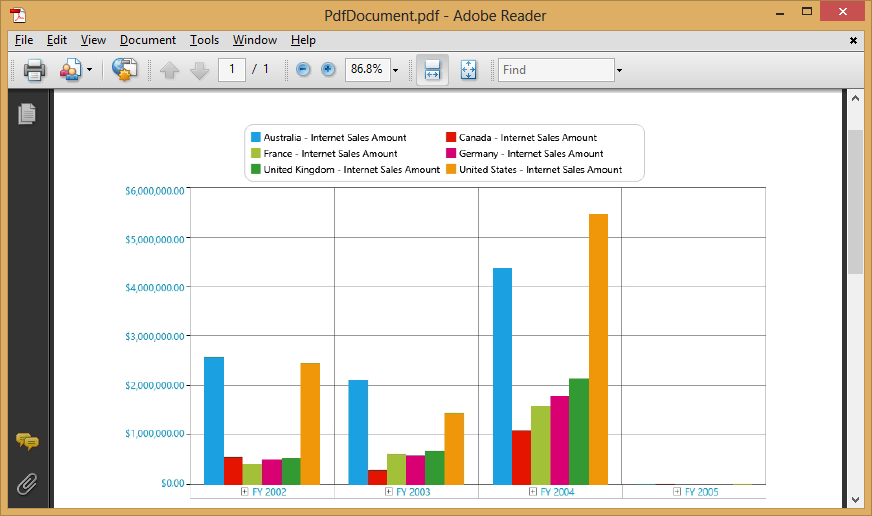 PdfDocument.pdf - Adobe Reader
File Edit View Document Tools Window Help
1 / 1 86.8% Find
Australia - Internet Sales Amount Canada - Internet Sales Amount
France - Internet Sales Amount Germany - Internet Sales Amount
United Kingdom - Internet Sales Amount United States - Internet Sales Amount
$6,000,000.00
$5,000,000.00
$4,000,000.00
$3,000,000.00
$2,000,000.00
$1,000,000.00
$0.00
FY 2002 FY 2003 FY 2004 FY 2005